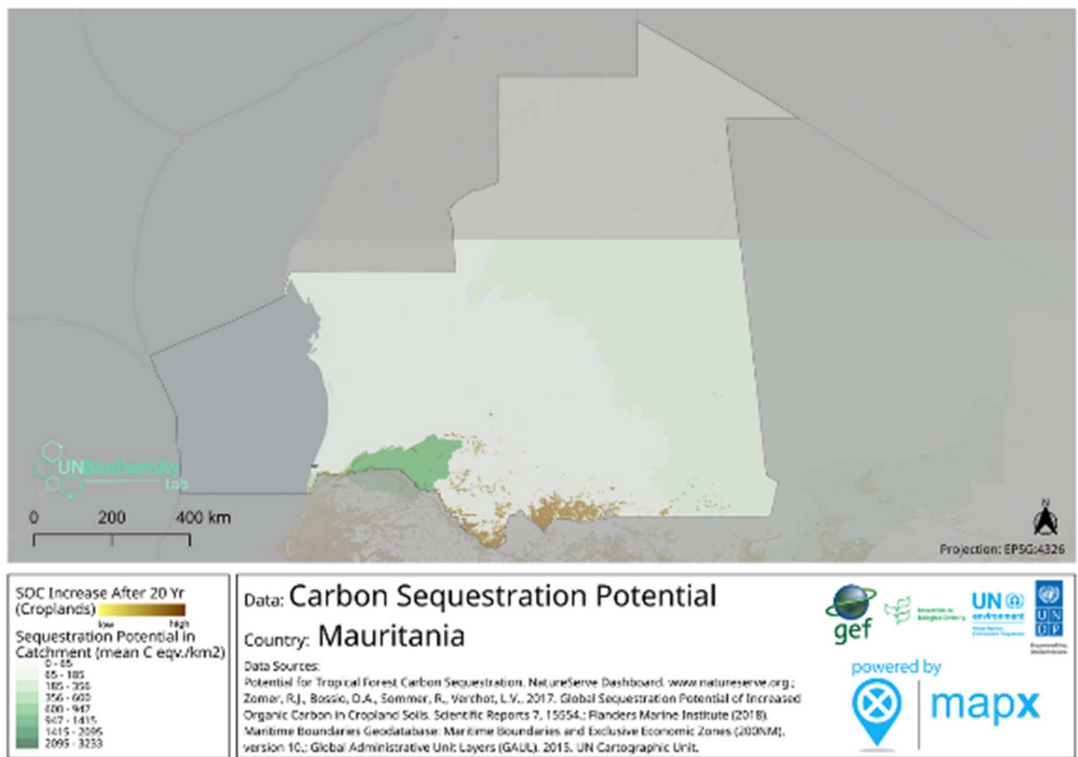 UNBiodiversity
lab
0 200 400 km
N
Projection: EPSG:4326
SOC Increase After 20 Yr
(Croplands)
low high
Sequestration Potential in
Catchment (mean C eqv./km2)
0 - 65
65 - 185
185 - 356
356 - 600
600 - 947
947 - 1415
1415 - 2095
2095 - 3233
Data: Carbon Sequestration Potential
Country: Mauritania
Data Sources:
Potential for Tropical Forest Carbon Sequestration. NatureServe Dashboard. www.natureserve.org.;
Zomer, R.J., Bossio, D.A., Sommer, R., Verchot, L.V., 2017. Global Sequestration Potential of Increased
Organic Carbon in Cropland Soils. Scientific Reports 7, 15554.; Flanders Marine Institute (2018).
Maritime Boundaries Geodatabase: Maritime Boundaries and Exclusive Economic Zones (200NM),
version 10.; Global Administrative Unit Layers (GAUL). 2015. UN Cartographic Unit.
gef
UN
environment
UN
DP
powered by
mapx